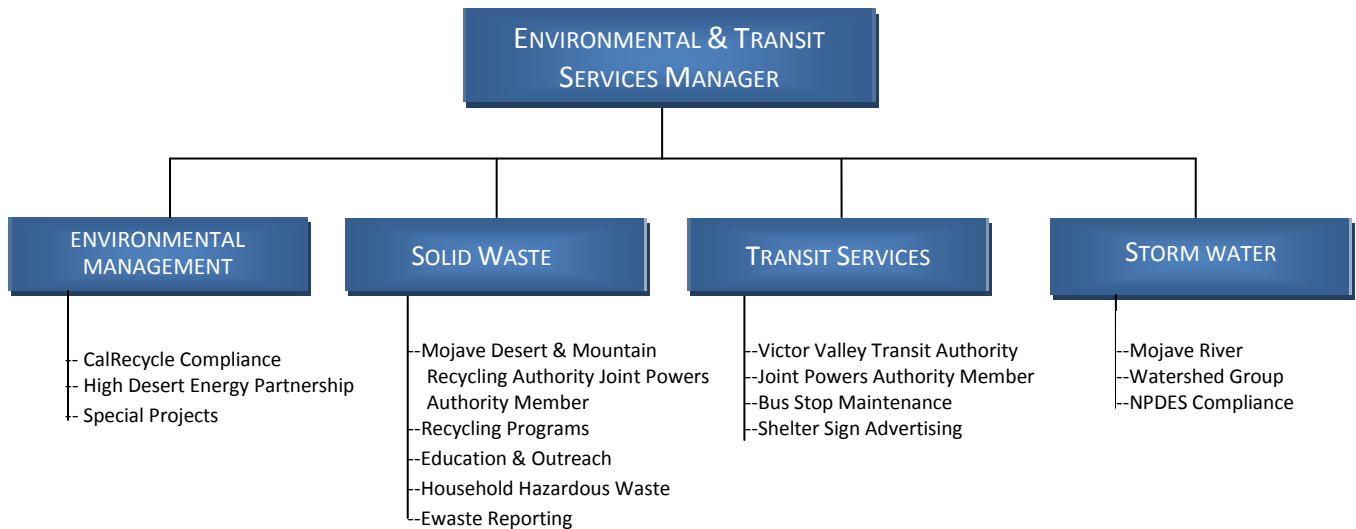 ENVIRONMENTAL & TRANSIT
SERVICES MANAGER
ENVIRONMENTAL
MANAGEMENT
SOLID WASTE
TRANSIT SERVICES
STORM WATER
-- CalRecycle Compliance
-- High Desert Energy Partnership
-- Special Projects
--Mojave Desert & Mountain
Recycling Authority Joint Powers
Authority Member
--Recycling Programs
--Education & Outreach
--Household Hazardous Waste
--Ewaste Reporting
--Victor Valley Transit Authority
--Joint Powers Authority Member
--Bus Stop Maintenance
--Shelter Sign Advertising
--Mojave River
--Watershed Group
--NPDES Compliance